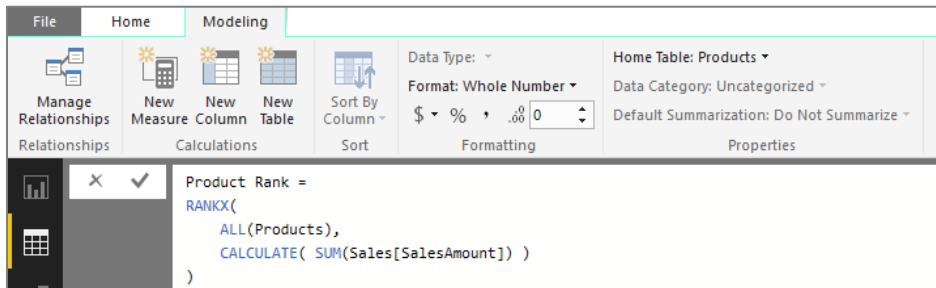 File Home Modeling
Data Type:
Home Table: Products
Format: Whole Number
Data Category: Uncategorized
Manage Relationships
New Measure
New Column
New Table
Sort By Column
$ % , .00 0
Default Summarization: Do Not Summarize
Relationships Calculations Sort Formatting Properties
Product Rank =
RANKX(
ALL(Products),
CALCULATE( SUM(Sales[SalesAmount]) )
)